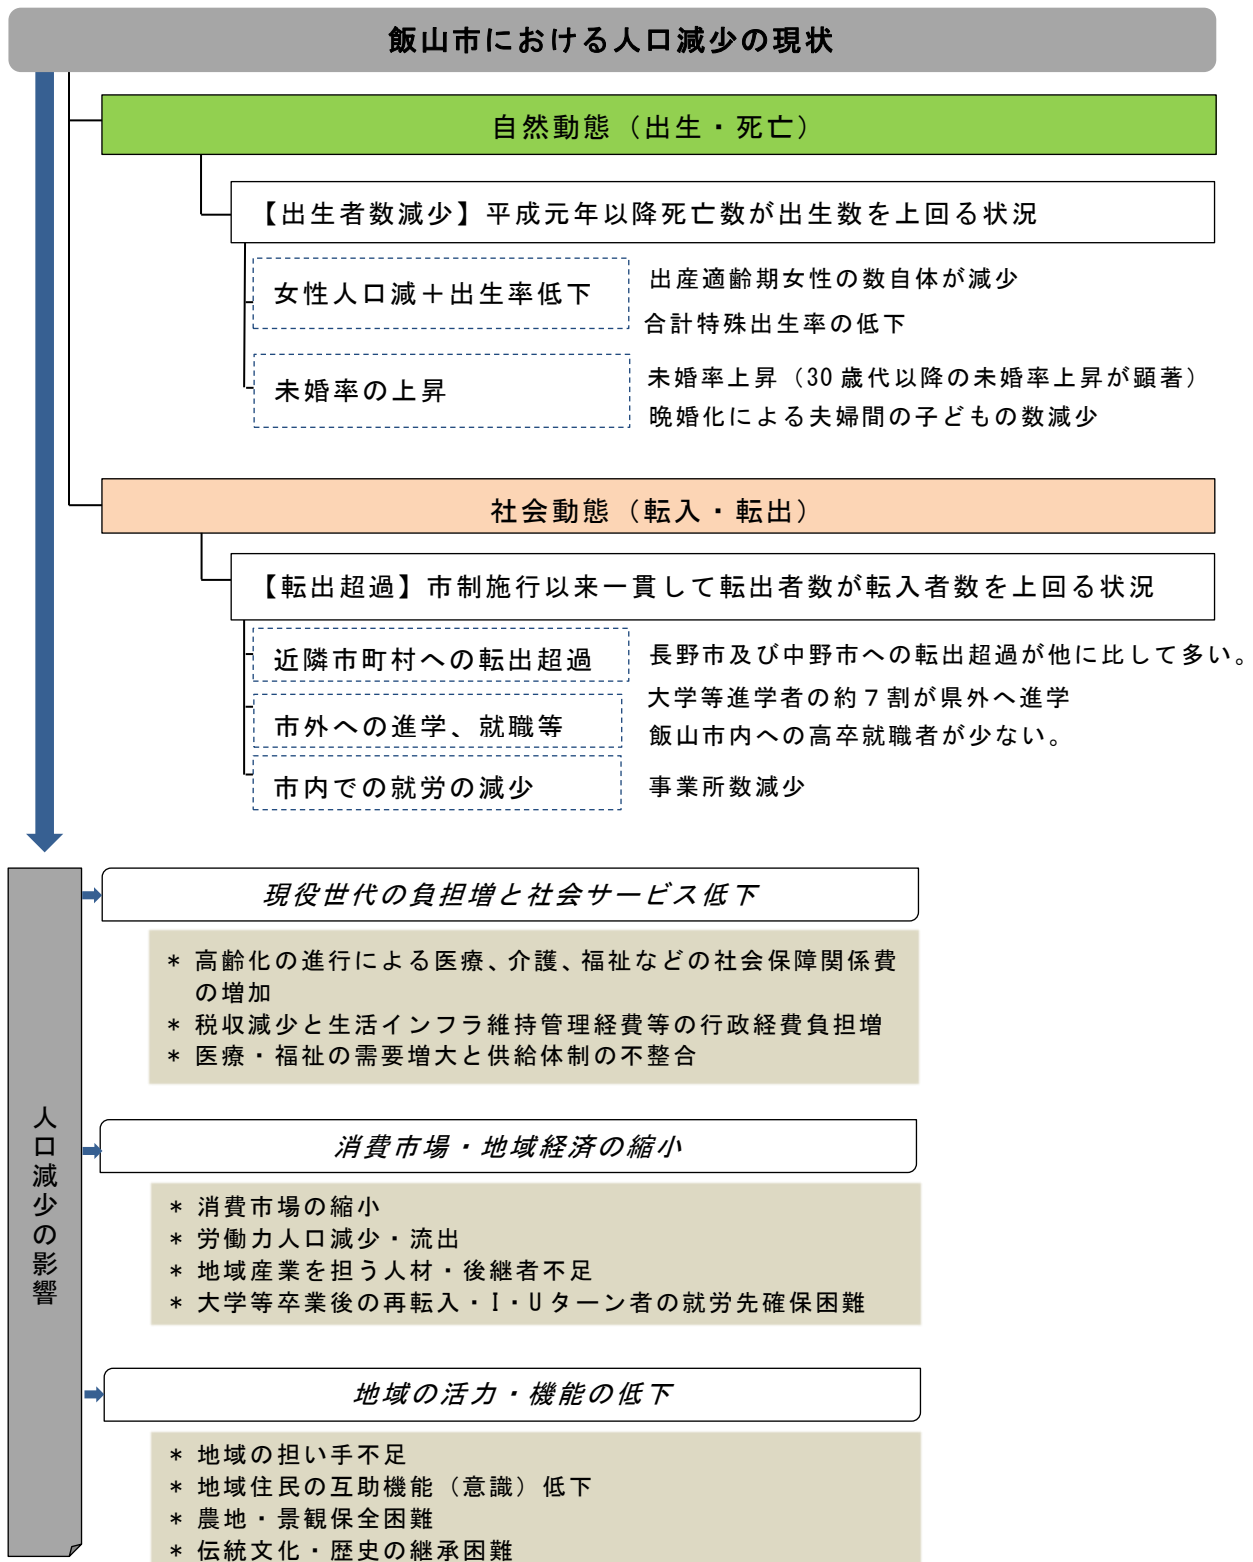 飯山市における人口減少の現状
自然動態（出生・死亡）
【出生者数減少】平成元年以降死亡数が出生数を上回る状況
女性人口減＋出生率低下
出産適齢期女性の数自体が減少
合計特殊出生率の低下
未婚率の上昇
未婚率上昇（30歳代以降の未婚率上昇が顕著）
晩婚化による夫婦間の子どもの数減少
社会動態（転入・転出）
【転出超過】市制施行以来一貫して転出者数が転入者数を上回る状況
近隣市町村への転出超過
長野市及び中野市への転出超過が他に比して多い。
市外への進学、就職等
大学等進学者の約７割が県外へ進学
飯山市内への高卒就職者が少ない。
市内での就労の減少
事業所数減少
人口減少の影響
現役世代の負担増と社会サービス低下
* 高齢化の進行による医療、介護、福祉などの社会保障関係費
の増加
* 税収減少と生活インフラ維持管理経費等の行政経費負担増
* 医療・福祉の需要増大と供給体制の不整合
消費市場・地域経済の縮小
* 消費市場の縮小
* 労働力人口減少・流出
* 地域産業を担う人材・後継者不足
* 大学等卒業後の再転入・I・Uターン者の就労先確保困難
地域の活力・機能の低下
* 地域の担い手不足
* 地域住民の互助機能（意識）低下
* 農地・景観保全困難
* 伝統文化・歴史の継承困難